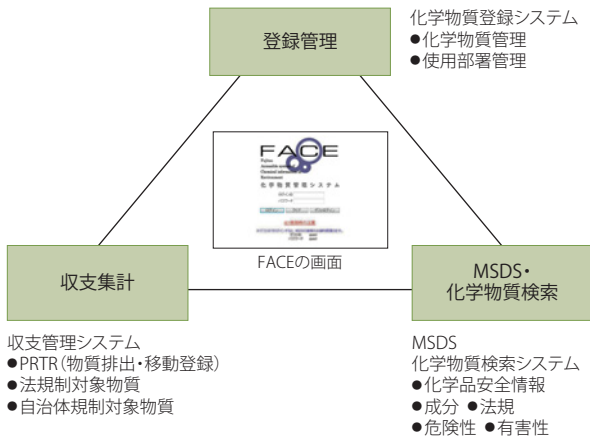 登録管理
化学物質登録システム
●化学物質管理
●使用部署管理
FACE
化学物質管理システム
FACEの画面
収支集計
MSDS・
化学物質検索
収支管理システム
●PRTR(物質排出・移動登録)
●法規制対象物質
●自治体規制対象物質
MSDS
化学物質検索システム
●化学品安全情報
●成分 ●法規
●危険性 ●有害性